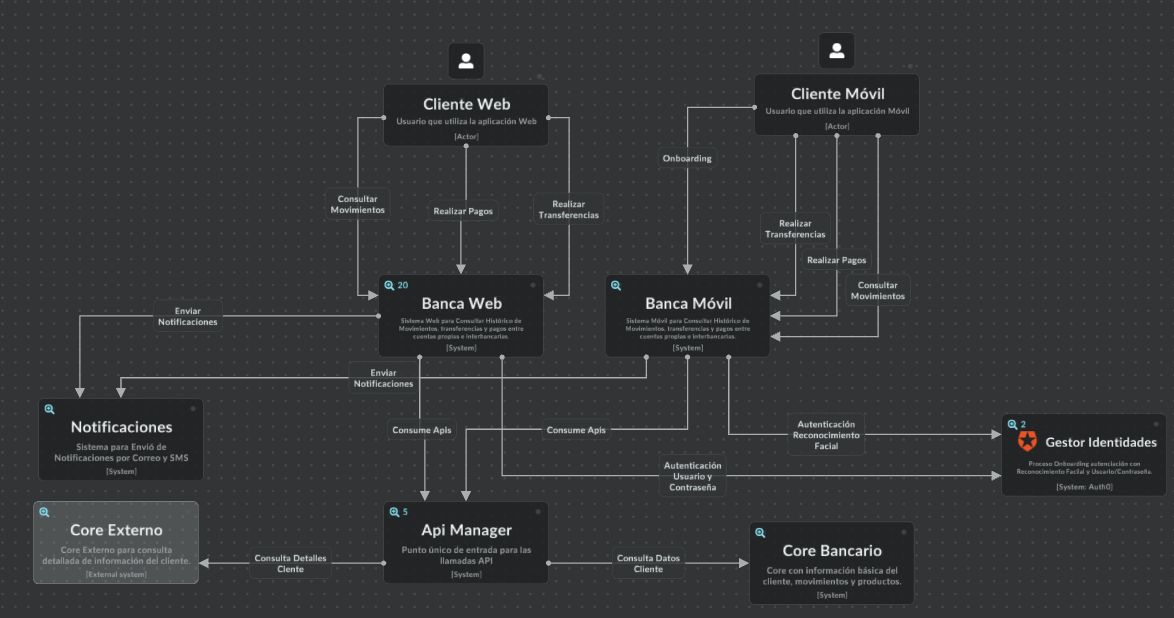 Cliente Web
Usuario que utiliza la aplicación Web
[Actor]
Cliente Móvil
Usuario que utiliza la aplicación Móvil
[Actor]
Consultar
Movimientos
Realizar Pagos
Realizar
Transferencias
Onboarding
Realizar
Transferencias
Realizar Pagos
Consultar
Movimientos
20
Banca Web
Sistema Web para Consultar Histórico de
Movimientos, transferencias y pagos entre
cuentas propias e interbancarias.
[System]
Banca Móvil
Sistema Móvil para Consultar Histórico de
Movimientos, transferencias y pagos entre
cuentas propias e interbancarias.
[System]
Enviar
Notificaciones
Enviar
Notificaciones
Notificaciones
Sistema para Envió de
Notificaciones por Correo y SMS
[System]
Consume Apis
Consume Apis
Autenticación
Reconocimiento
Facial
Autenticación
Usuario y
Contraseña
2
Gestor Identidades
Proceso Onboarding autenciación con
Reconocimiento Facial y Usuario/Contraseña.
[System: Auth0]
Core Externo
Core Externo para consulta
detallada de información del cliente.
[External system]
Consulta Detalles
Cliente
5
Api Manager
Punto único de entrada para las
llamadas API
[System]
Consulta Datos
Cliente
Core Bancario
Core con información básica del
cliente, movimientos y productos.
[System]